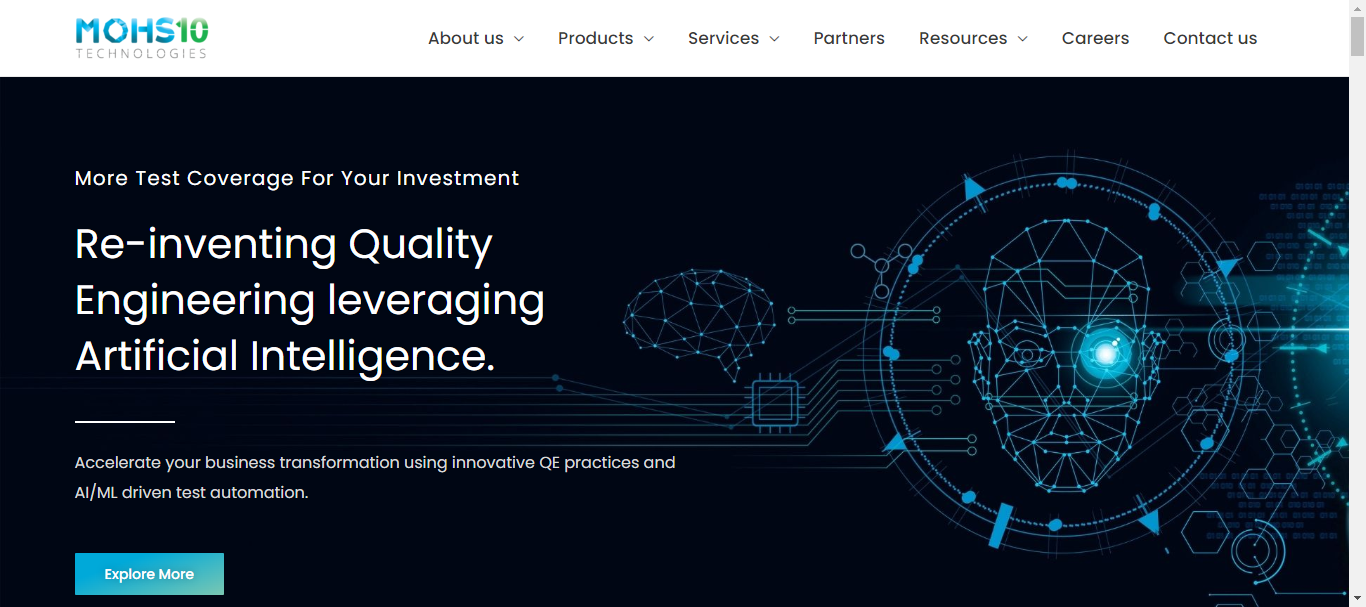 MOHS10
TECHNOLOGIES
About us
Products
Services
Partners
Resources
Careers
Contact us
More Test Coverage For Your Investment
Re-inventing Quality
Engineering leveraging
Artificial Intelligence.
Accelerate your business transformation using innovative QE practices and
AI/ML driven test automation.
Explore More